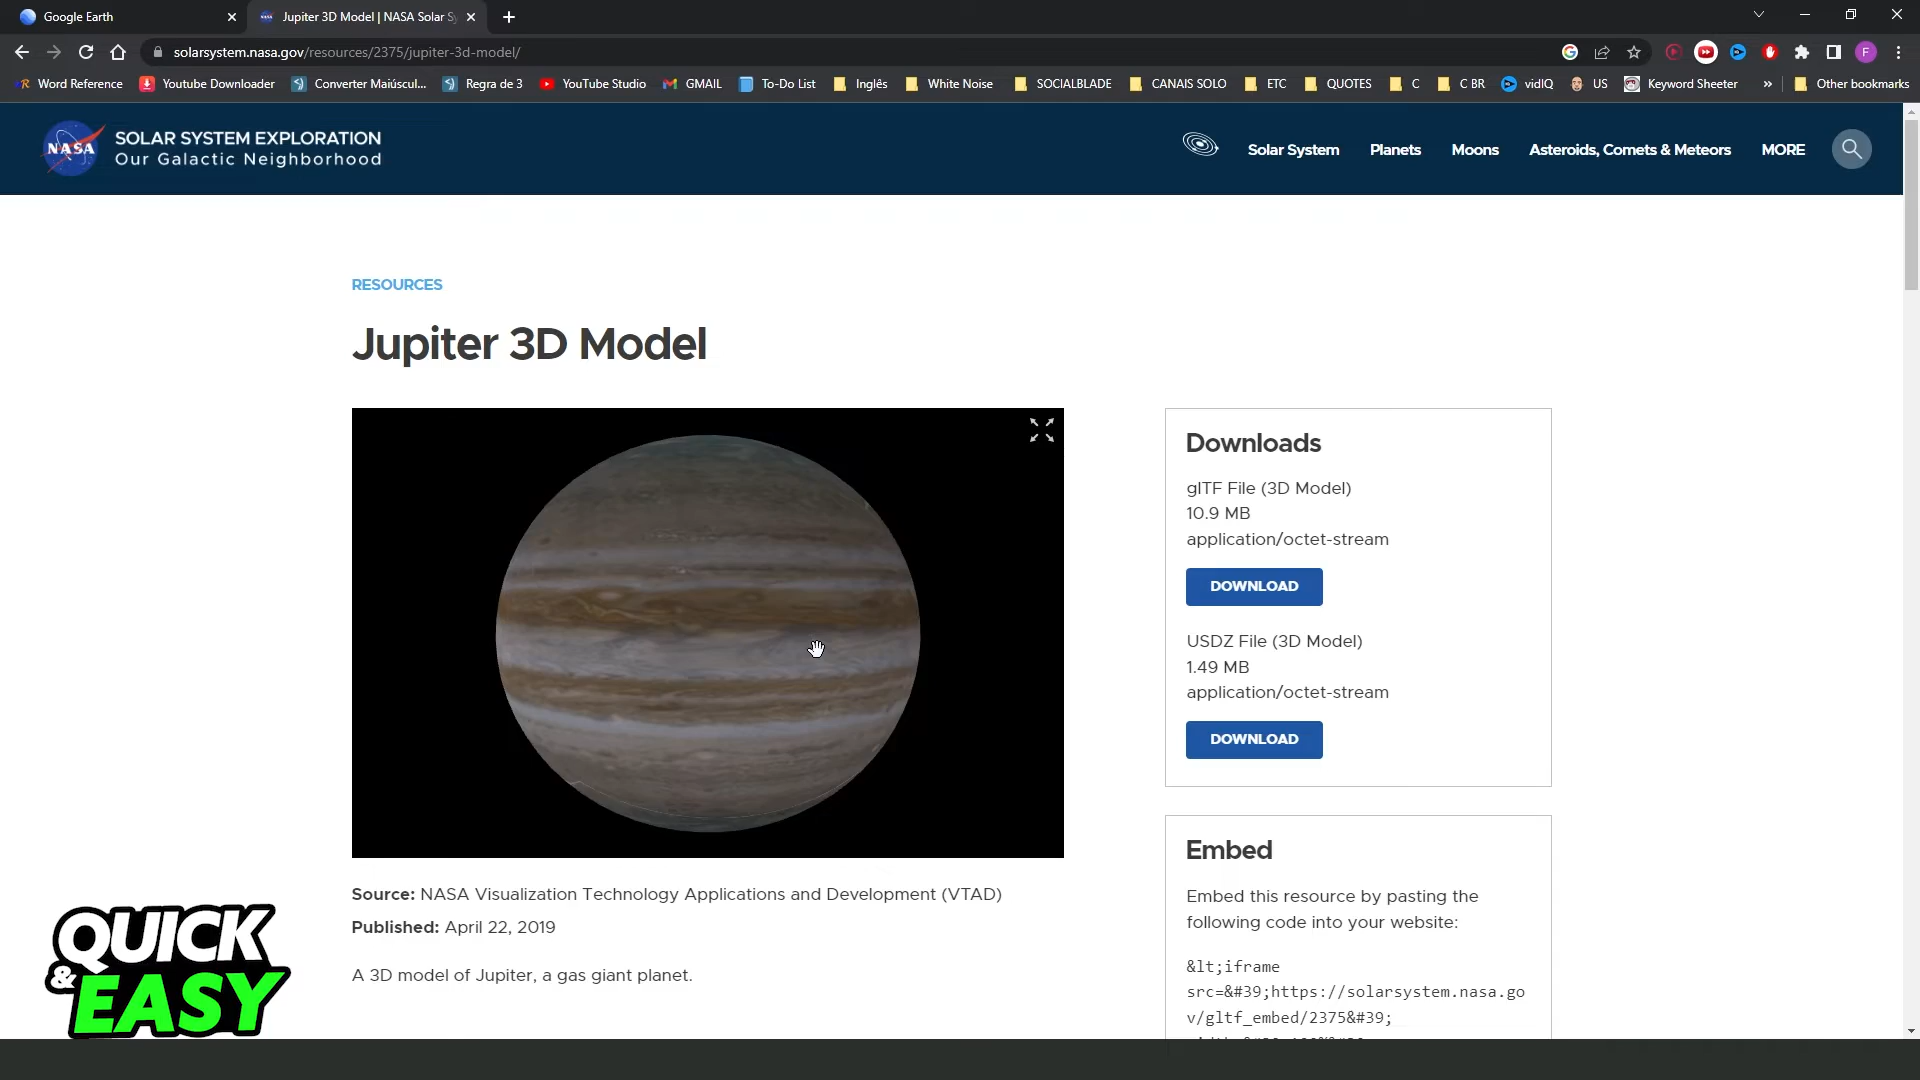 Google Earth
Jupiter 3D Model | NASA Solar Sy
solarsystem.nasa.gov/resources/2375/jupiter-3d-model/
F
Word Reference
Youtube Downloader
Converter Maiúscul...
Regra de 3
YouTube Studio
GMAIL
To-Do List
Inglês
White Noise
SOCIALBLADE
CANAIS SOLO
ETC
QUOTES
C
C BR
vidIQ
US
Keyword Sheeter
»
Other bookmarks
NASA
SOLAR SYSTEM EXPLORATION
Our Galactic Neighborhood
Solar System
Planets
Moons
Asteroids, Comets & Meteors
MORE
RESOURCES
Jupiter 3D Model
Downloads
glTF File (3D Model)
10.9 MB
application/octet-stream
DOWNLOAD
USDZ File (3D Model)
1.49 MB
application/octet-stream
DOWNLOAD
Embed
Embed this resource by pasting the
following code into your website:
&lt;iframe
src=&#39;https://solarsystem.nasa.go
v/gltf_embed/2375&#39;
Source: NASA Visualization Technology Applications and Development (VTAD)
Published: April 22, 2019
A 3D model of Jupiter, a gas giant planet.
QUICK
& EASY